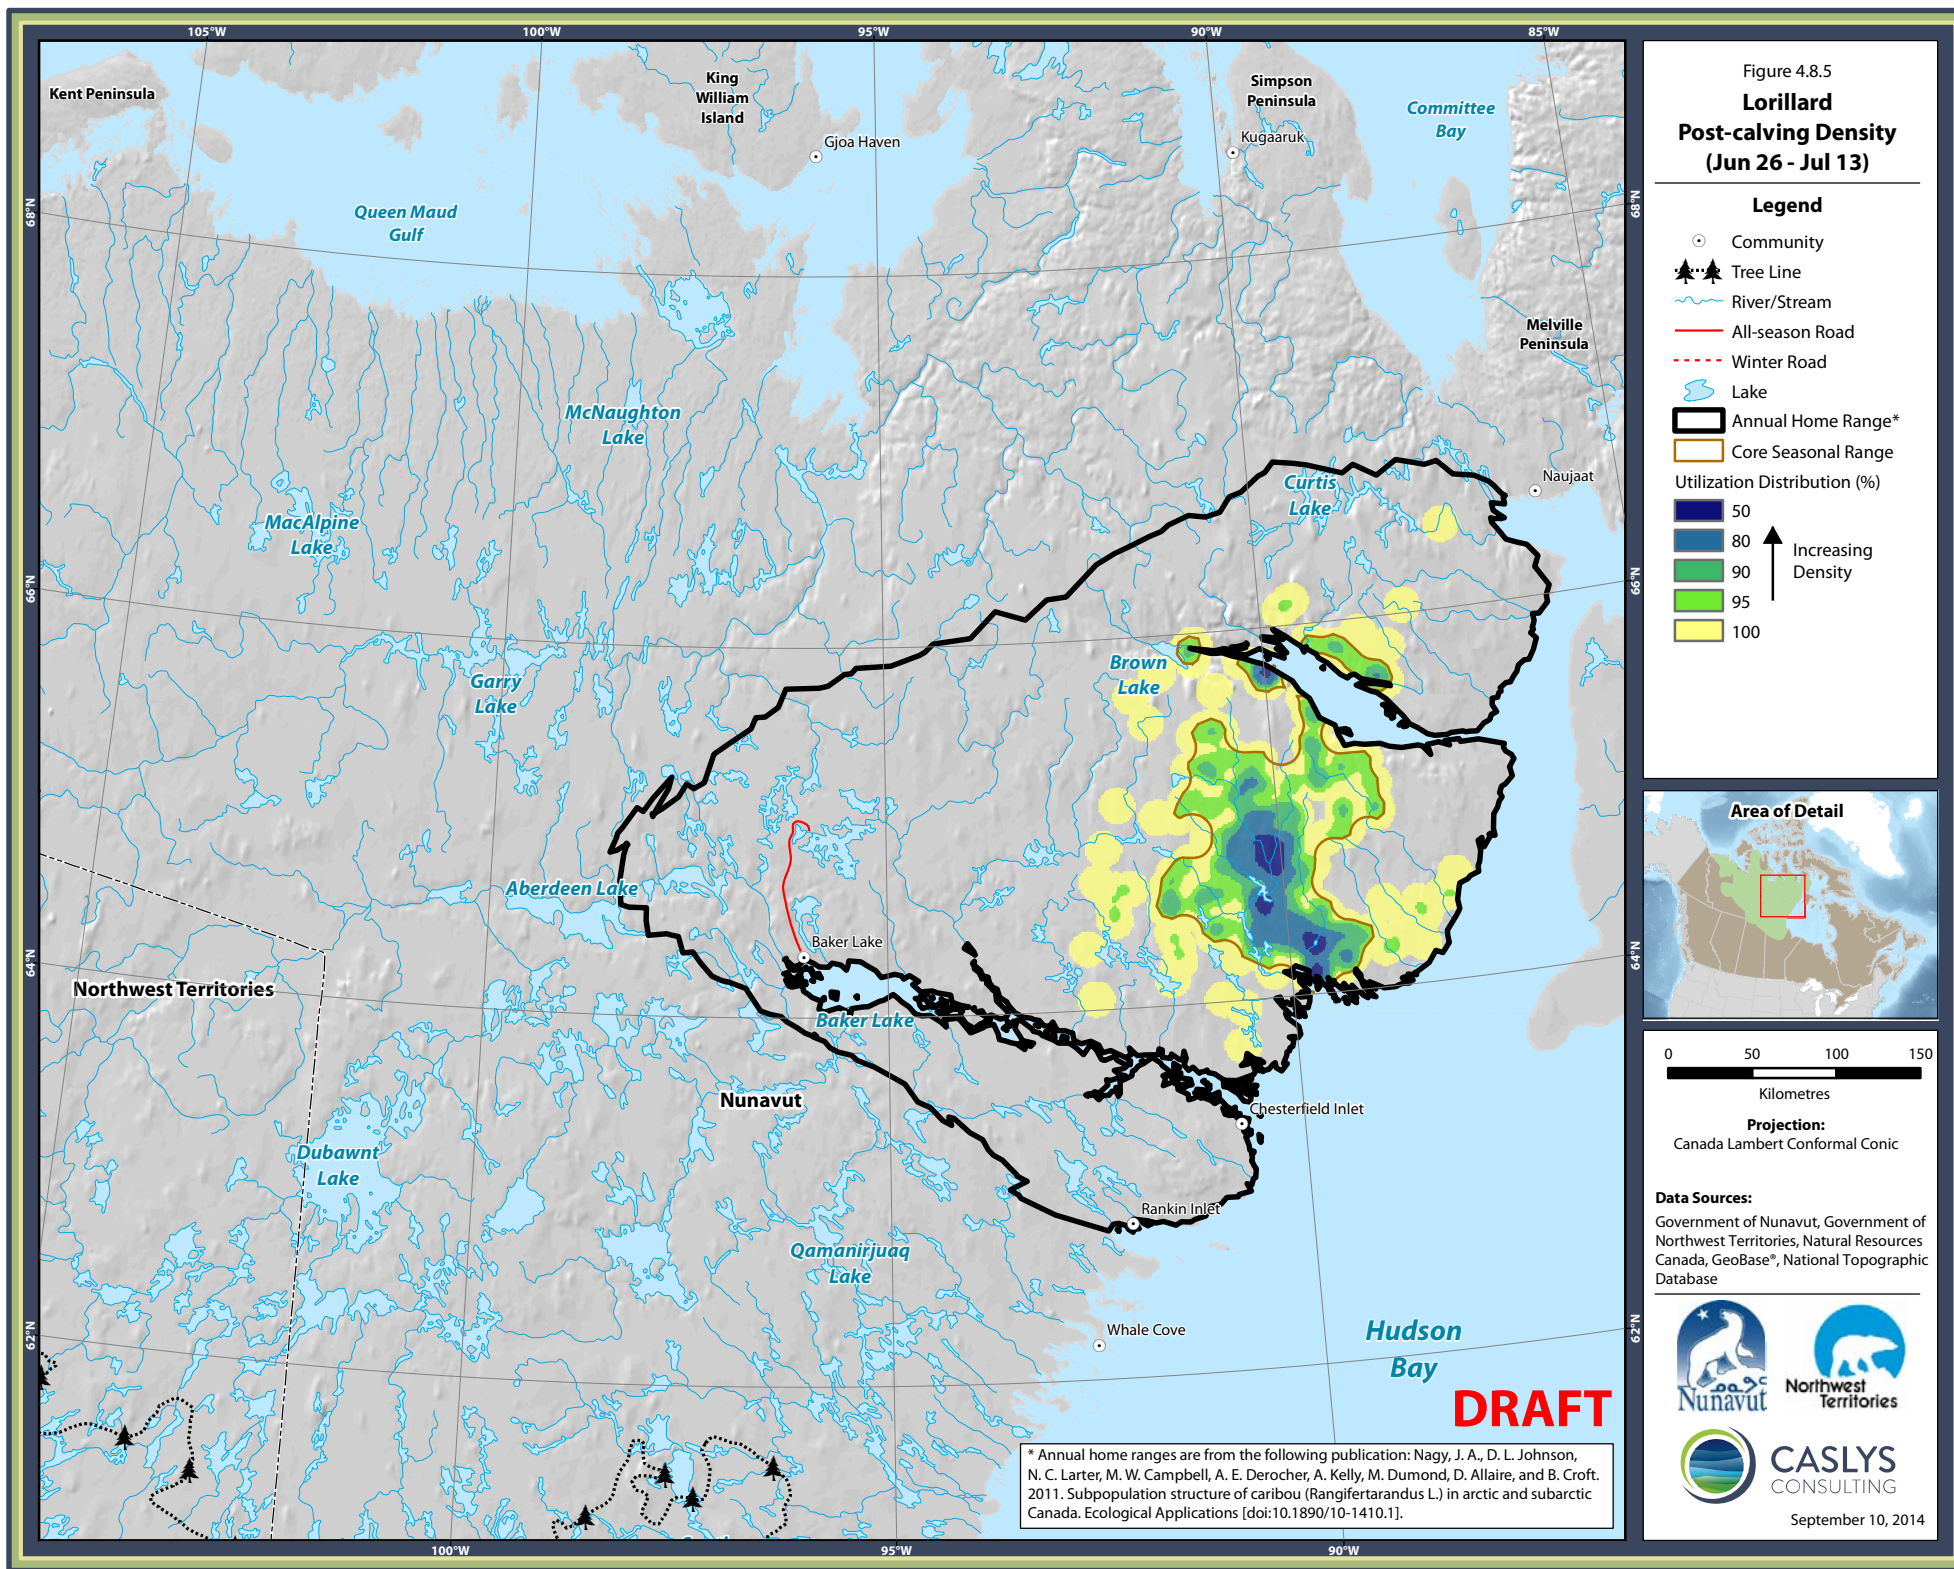 105°W
100°W
95°W
90°W
85°W
Kent Peninsula
King
William
Island
Gjoa Haven
Simpson
Peninsula
Kugaaruk
Committee
Bay
Queen Maud
Gulf
68°N
68°N
Melville
Peninsula
McNaughton
Lake
Naujaat
Curtis
Lake
MacAlpine
Lake
66°N
66°N
Brown
Lake
Garry
Lake
Aberdeen Lake
Baker Lake
64°N
64°N
Northwest Territories
Baker Lake
Nunavut
Chesterfield Inlet
Dubawnt
Lake
Rankin Inlet
Qamanirjuaq
Lake
Whale Cove
62°N
62°N
Hudson
Bay
DRAFT
* Annual home ranges are from the following publication: Nagy, J. A., D. L. Johnson,
N. C. Larter, M. W. Campbell, A. E. Derocher, A. Kelly, M. Dumond, D. Allaire, and B. Croft.
2011. Subpopulation structure of caribou (Rangifertarandus L.) in arctic and subarctic
Canada. Ecological Applications [doi:10.1890/10-1410.1].
100°W
95°W
90°W
Figure 4.8.5
Lorillard
Post-calving Density
(Jun 26 - Jul 13)
Legend
Community
Tree Line
River/Stream
All-season Road
Winter Road
Lake
Annual Home Range*
Core Seasonal Range
Utilization Distribution (%)
50
80
90
95
100
Increasing
Density
Area of Detail
0 50 100 150
Kilometres
Projection:
Canada Lambert Conformal Conic
Data Sources:
Government of Nunavut, Government of
Northwest Territories, Natural Resources
Canada, GeoBase®, National Topographic
Database
Nunavut
Northwest
Territories
CASLYS
CONSULTING
September 10, 2014